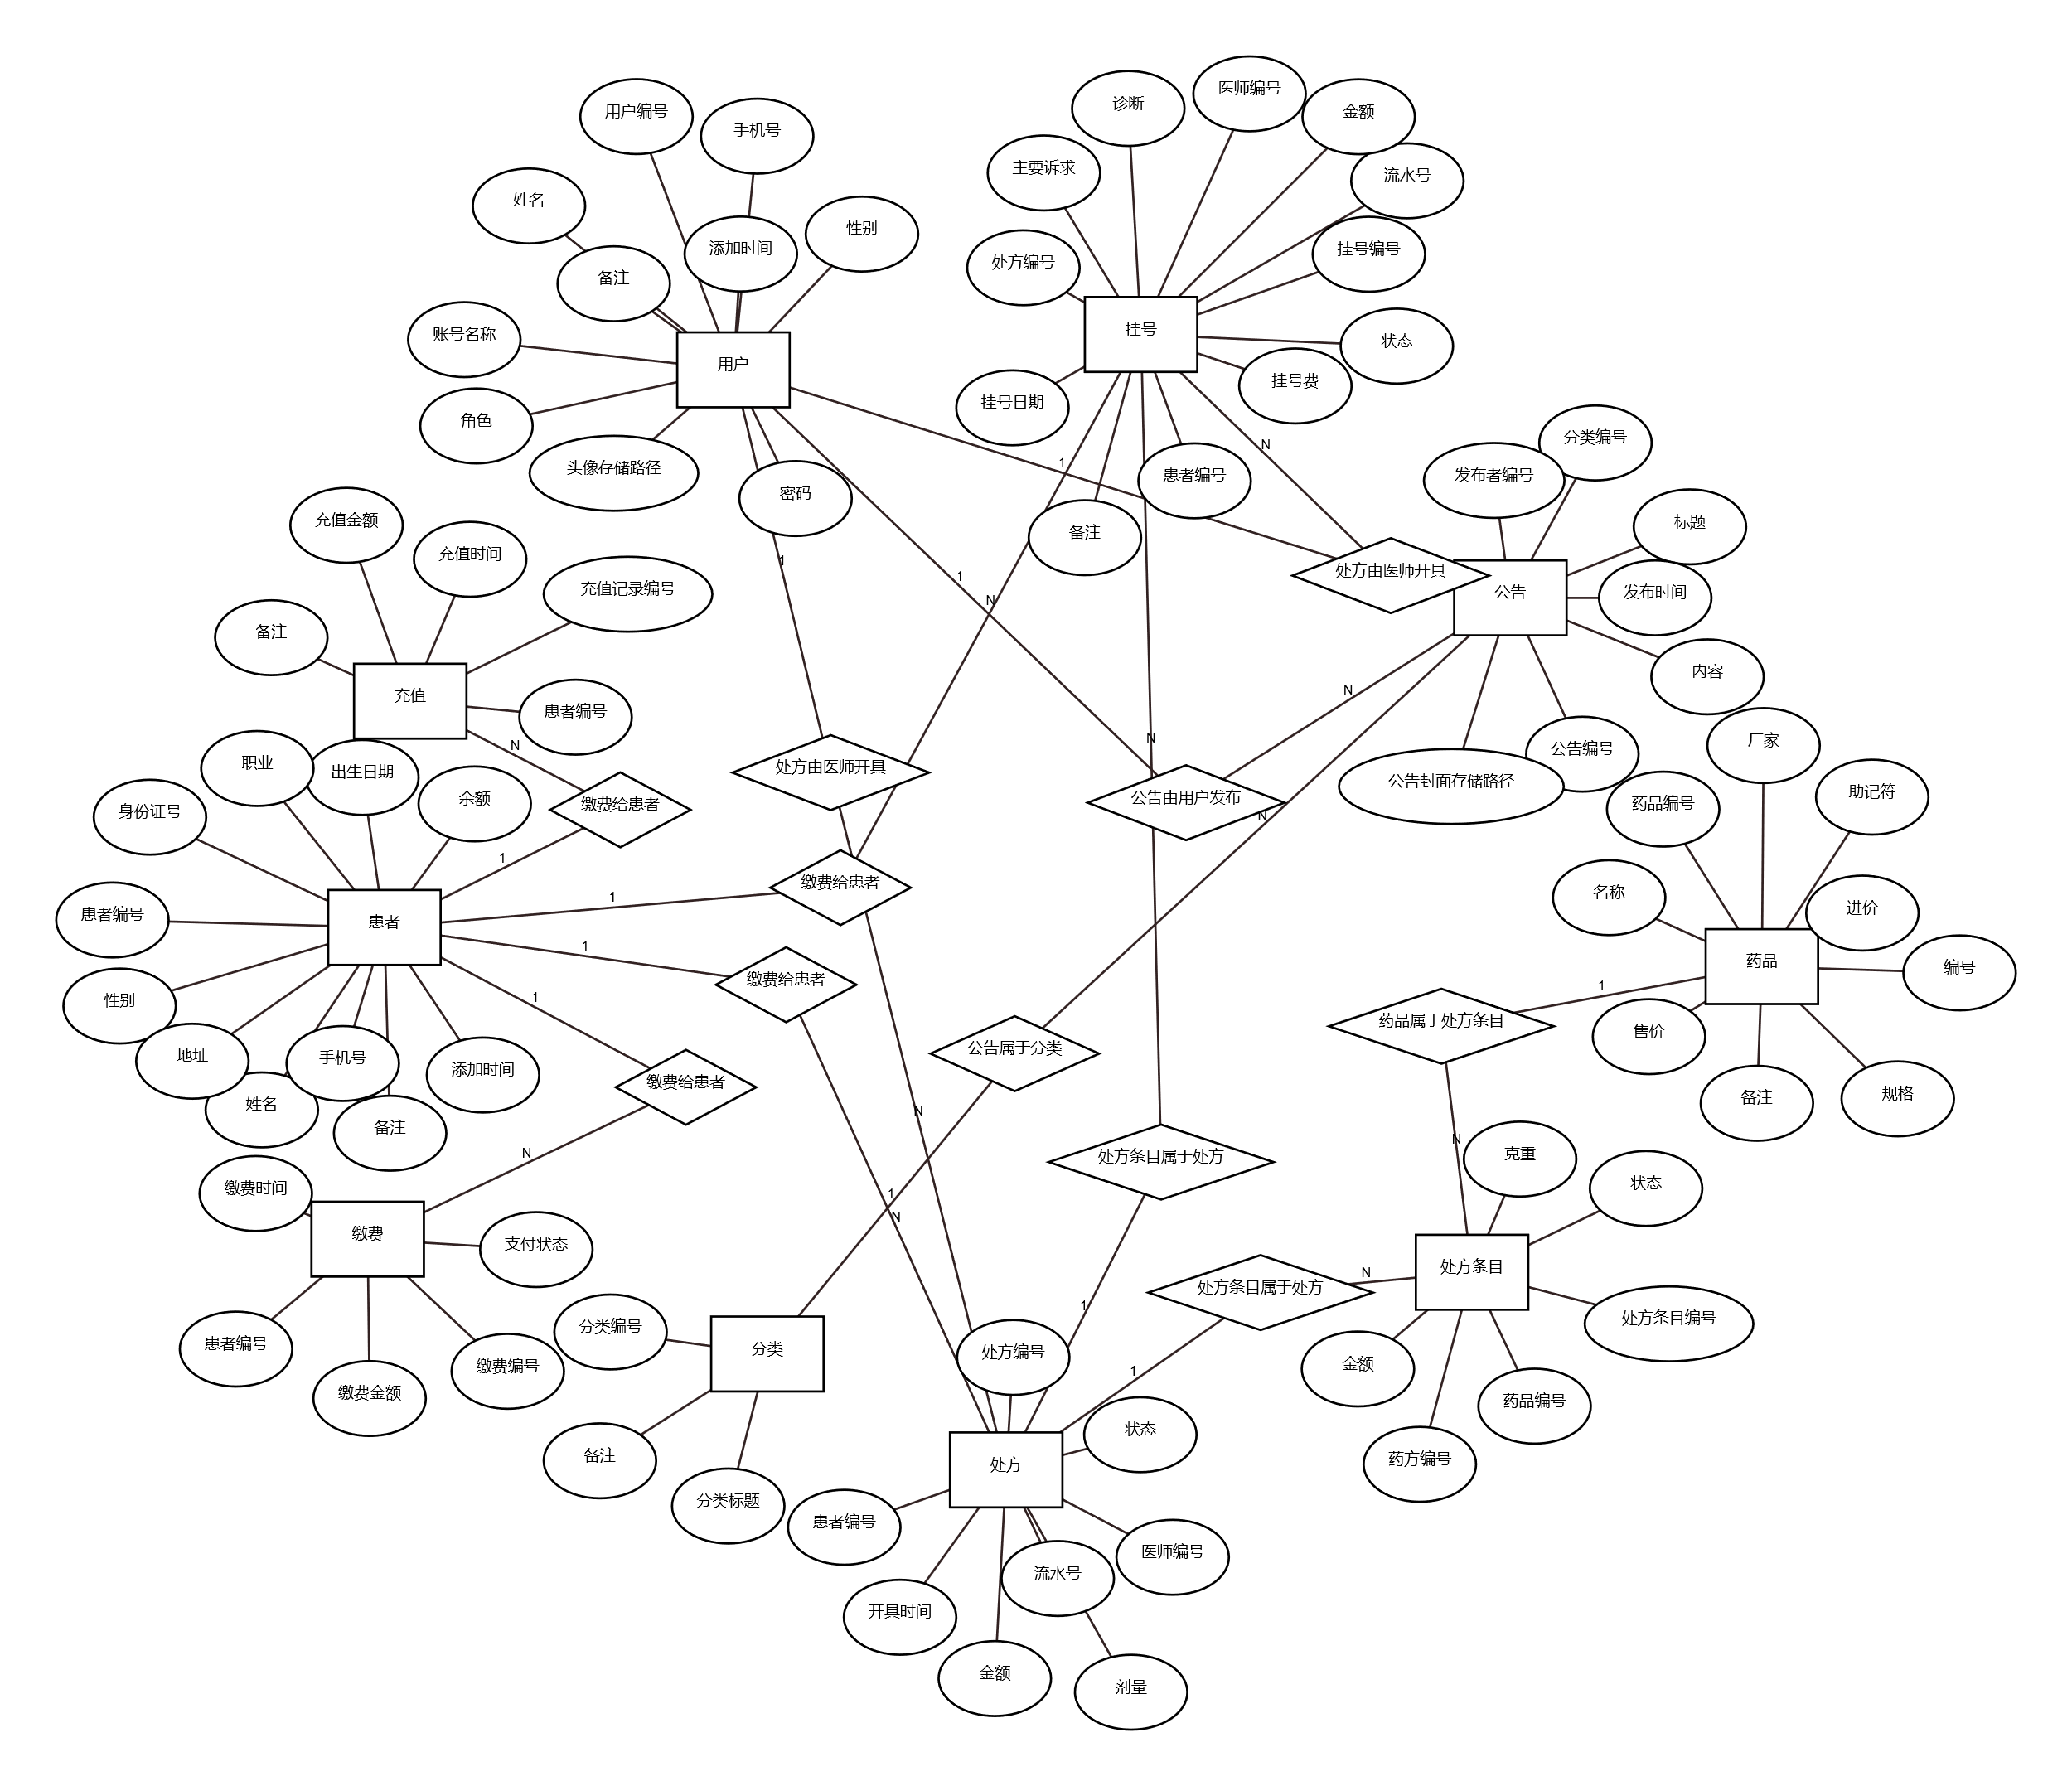 医师编号
诊断
金额
用户编号
手机号
主要诉求
流水号
姓名
性别
添加时间
挂号编号
处方编号
备注
挂号
账号名称
状态
用户
挂号费
挂号日期
角色
分类编号
N
1
头像存储路径
患者编号
发布者编号
密码
充值金额
标题
备注
充值时间
1
处方由医师开具
1
充值记录编号
公告
发布时间
N
备注
内容
N
充值
患者编号
N
N
厂家
公告编号
职业
处方由医师开具
出生日期
公告封面存储路径
助记符
余额
公告由用户发布
缴费给患者
药品编号
身份证号
N
1
缴费给患者
名称
1
进价
患者编号
患者
1
药品
编号
缴费给患者
1
1
性别
药品属于处方条目
售价
公告属于分类
地址
手机号
添加时间
缴费给患者
规格
备注
姓名
N
备注
N
N
克重
处方条目属于处方
缴费时间
状态
1
N
缴费
支付状态
处方条目
N
处方条目属于处方
1
处方条目编号
分类编号
患者编号
分类
处方编号
金额
缴费编号
1
缴费金额
药品编号
状态
备注
药方编号
处方
分类标题
患者编号
医师编号
流水号
开具时间
金额
剂量